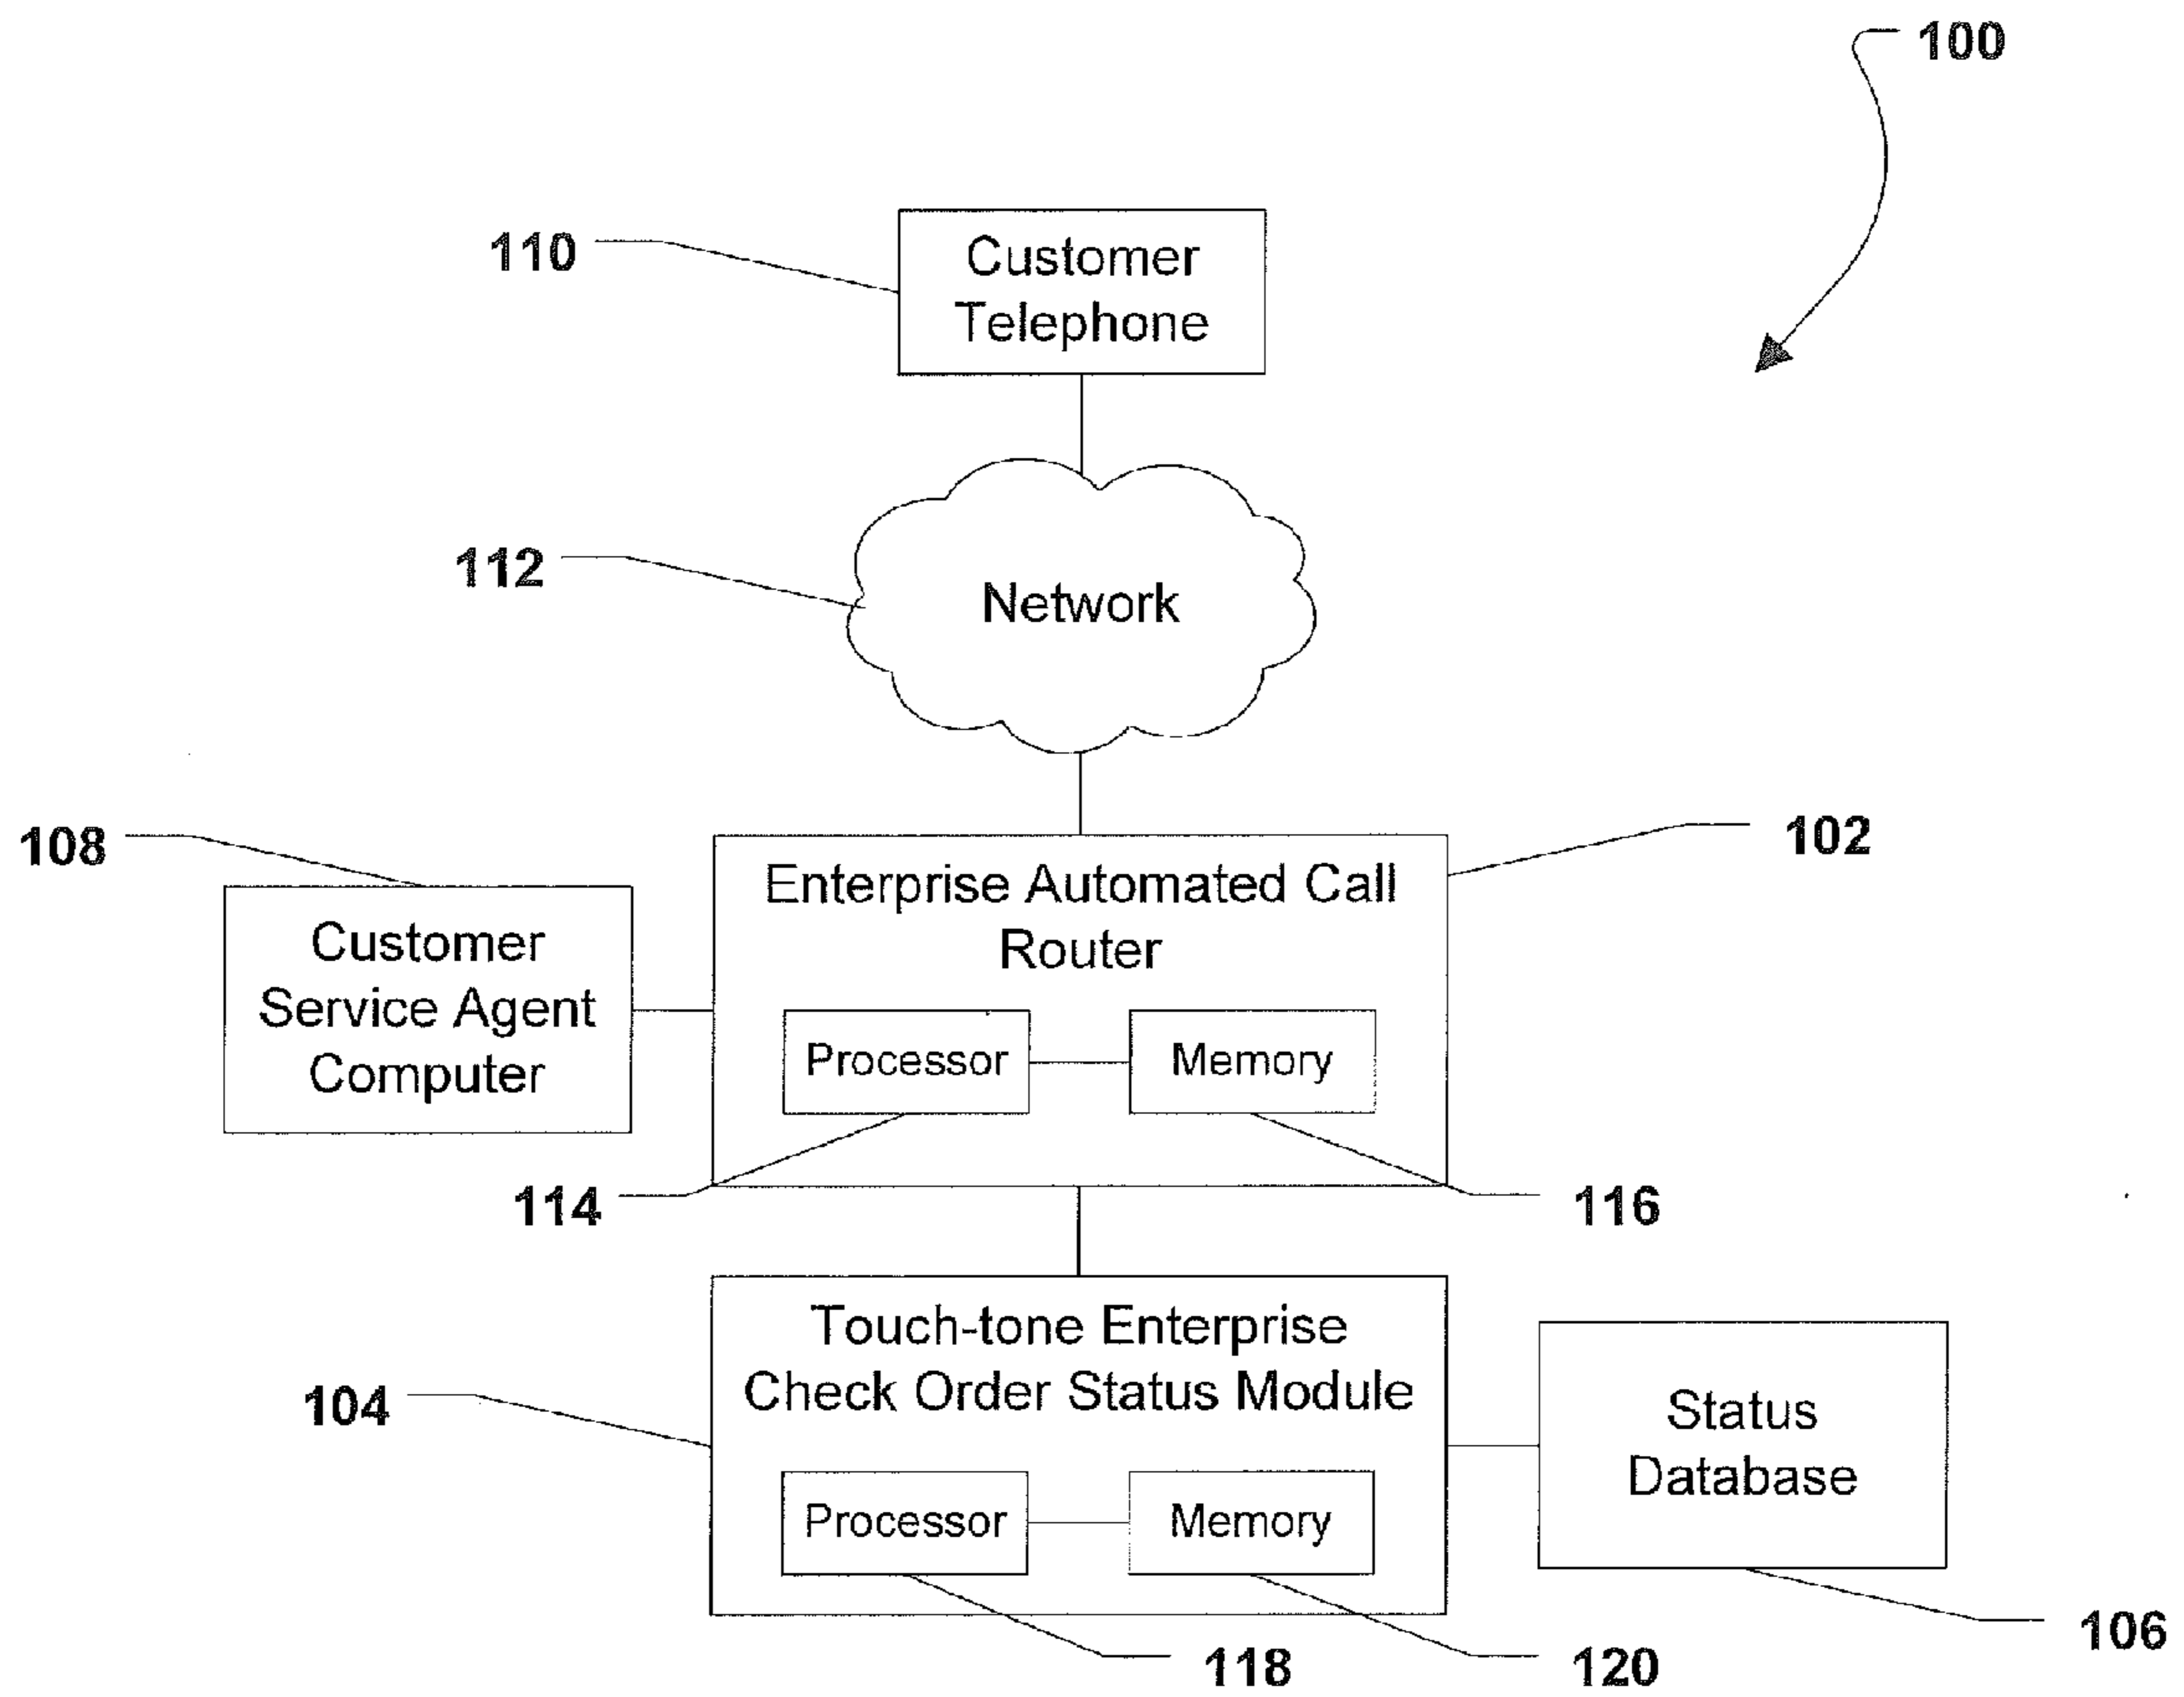 100
110
Customer
Telephone
112
Network
108
102
Enterprise Automated Call
Router
Customer
Service Agent
Computer
Processor
Memory
114
116
Touch-tone Enterprise
Check Order Status Module
104
Status
Database
Processor
Memory
118
120
106